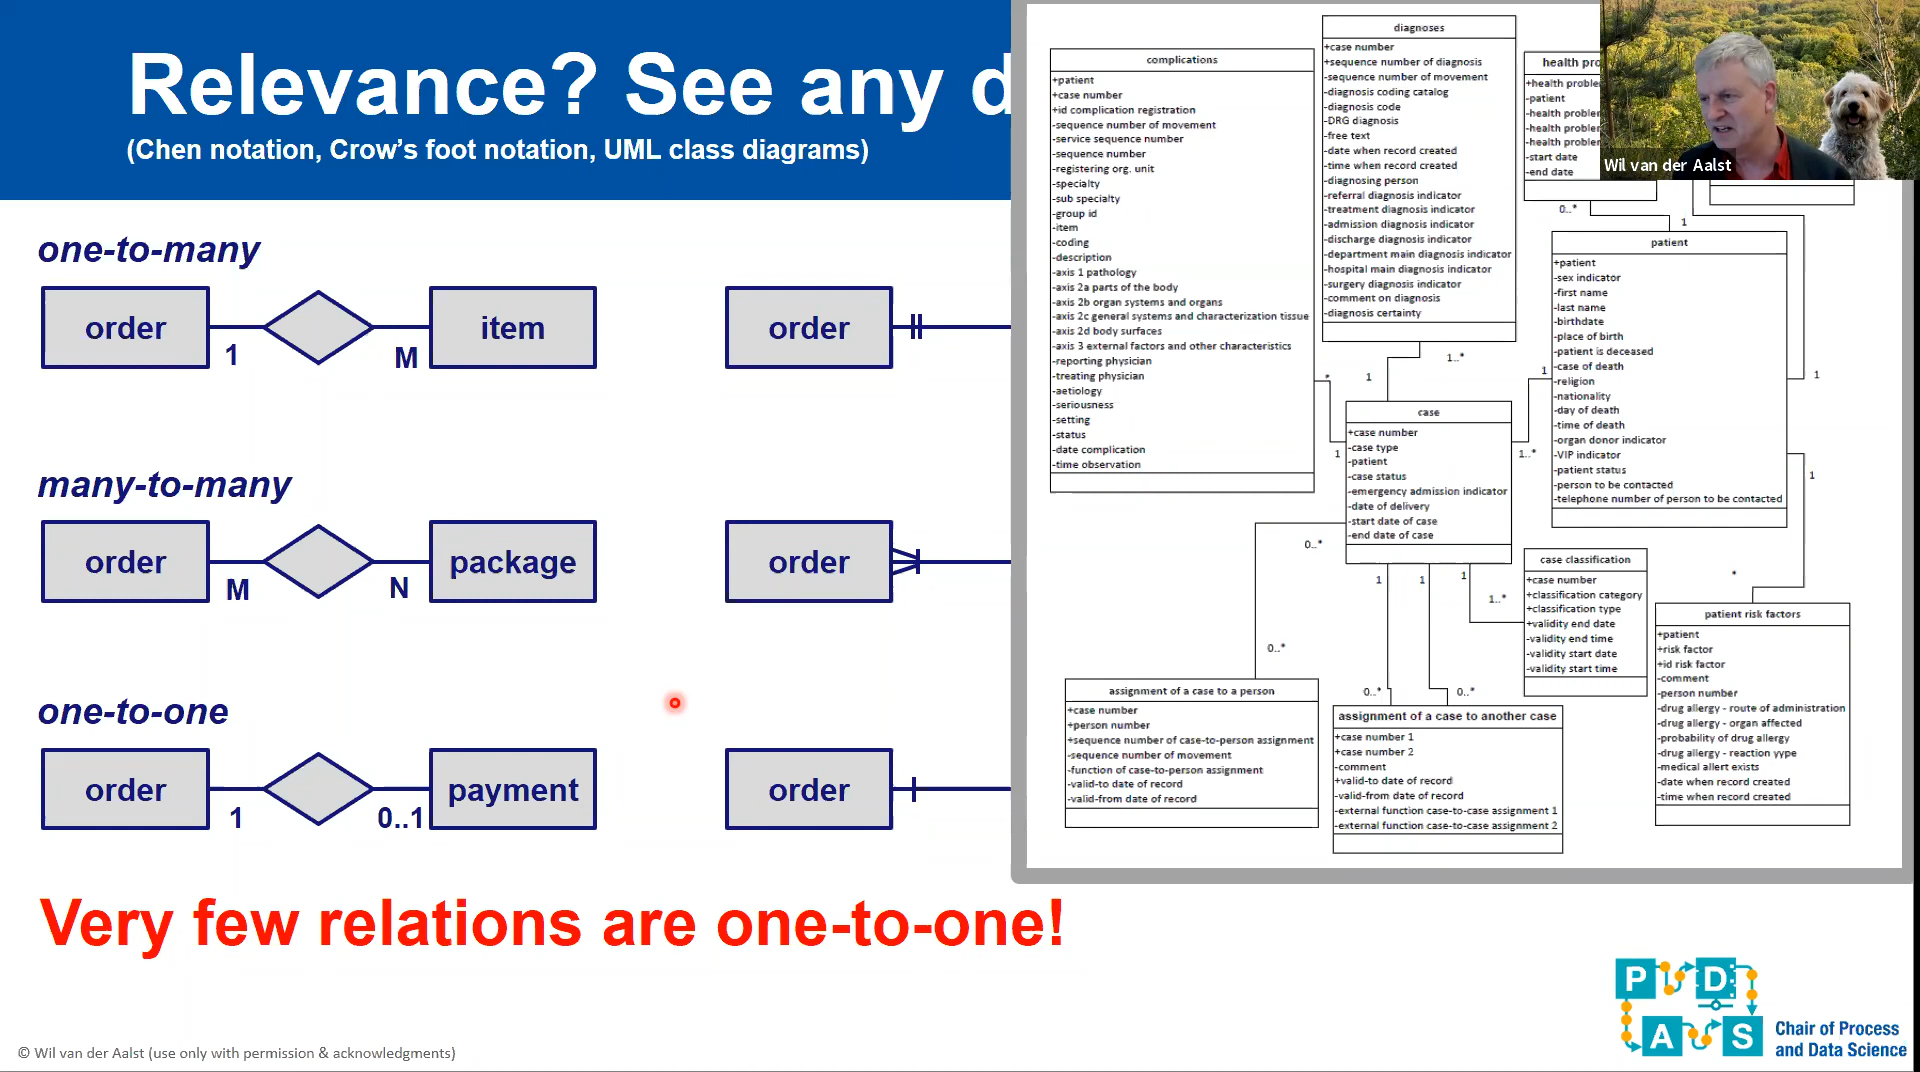 Relevance? See any d
(Chen notation, Crow's foot notation, UML class diagrams)
one-to-many
order
1
M
item
order
many-to-many
order
M
N
package
order
one-to-one
order
1
0..1
payment
order
Very few relations are one-to-one!
complications
+patient
+case number
+id complication registration
-sequence number of movement
-service sequence number
-sequence number
-registering org. unit
-specialty
-sub specialty
-group id
-item
-coding
-description
-axis 1 pathology
-axis 2a parts of the body
-axis 2b organ systems and organs
-axis 2c general systems and characterization tissue
-axis 2d body surfaces
-axis 3 external factors and other characteristics
-reporting physician
-treating physician
-aetiology
-seriousness
-setting
-status
-date complication
-time observation
diagnoses
+case number
+sequence number of diagnosis
-sequence number of movement
-diagnosis coding catalog
-diagnosis code
-DRG diagnosis
-free text
-date when record created
-time when record created
-diagnosing person
-referral diagnosis indicator
-treatment diagnosis indicator
-admission diagnosis indicator
-discharge diagnosis indicator
-department main diagnosis indicator
-hospital main diagnosis indicator
-surgery diagnosis indicator
-comment on diagnosis
-diagnosis certainty
health pro
+health proble
-patient
-health problem
-health problem
-health problem
-start date
-end date
Wil van der Aalst
0..*
1
patient
+patient
-sex indicator
-first name
-last name
-birthdate
-place of birth
-patient is deceased
-case of death
-religion
-nationality
-day of death
-time of death
-organ donor indicator
-VIP indicator
-patient status
-person to be contacted
-telephone number of person to be contacted
1..*
1
*
1
1
1..*
1
1
case
+case number
-case type
-patient
-case status
-emergency admission indicator
-date of delivery
-start date of case
-end date of case
0..*
0..*
1
1
1
1..*
0..*
0..*
*
case classification
+case number
+classification category
+classification type
+validity end date
-validity end time
-validity start date
-validity start time
patient risk factors
+patient
+risk factor
+id risk factor
-comment
-person number
-drug allergy - route of administration
-drug allergy - organ affected
-probability of drug allergy
-drug allergy - reaction yype
-medical allert exists
-date when record created
-time when record created
assignment of a case to a person
+case number
+person number
+sequence number of case-to-person assignment
-sequence number of movement
-function of case-to-person assignment
-valid-to date of record
-valid-from date of record
assignment of a case to another case
+case number 1
+case number 2
-comment
+valid-to date of record
-valid-from date of record
-external function case-to-case assignment 1
-external function case-to-case assignment 2
P D
A S
Chair of Process
and Data Science
© Wil van der Aalst (use only with permission & acknowledgments)